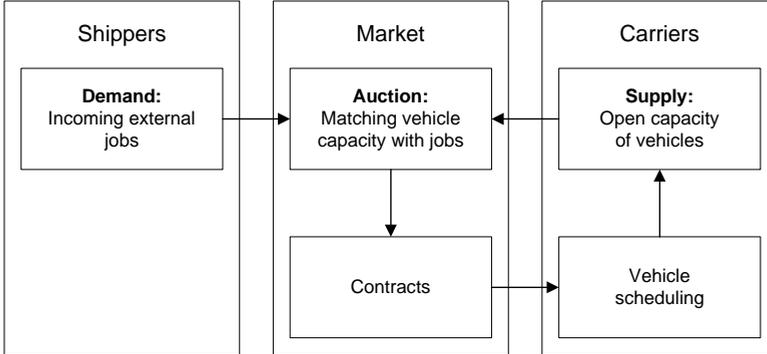 Shippers
Market
Carriers
Demand:
Incoming external
jobs
Auction:
Matching vehicle
capacity with jobs
Supply:
Open capacity
of vehicles
Contracts
Vehicle
scheduling